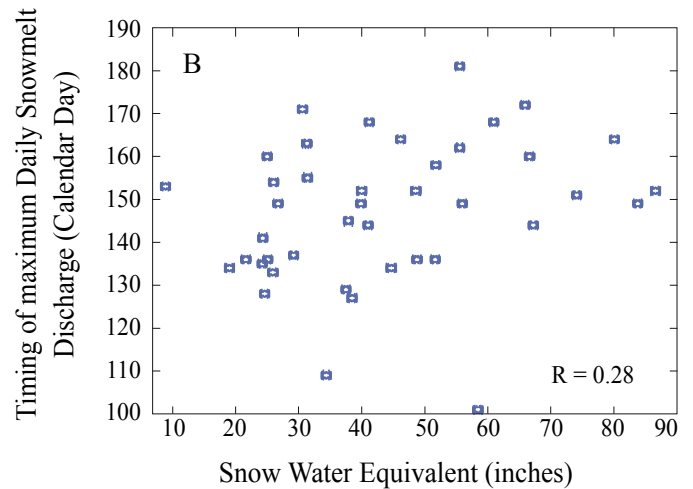 Timing of maximum Daily Snowmelt
Discharge (Calendar Day)
190
180
170
160
150
140
130
120
110
100
B
R = 0.28
10 20 30 40 50 60 70 80 90
Snow Water Equivalent (inches)